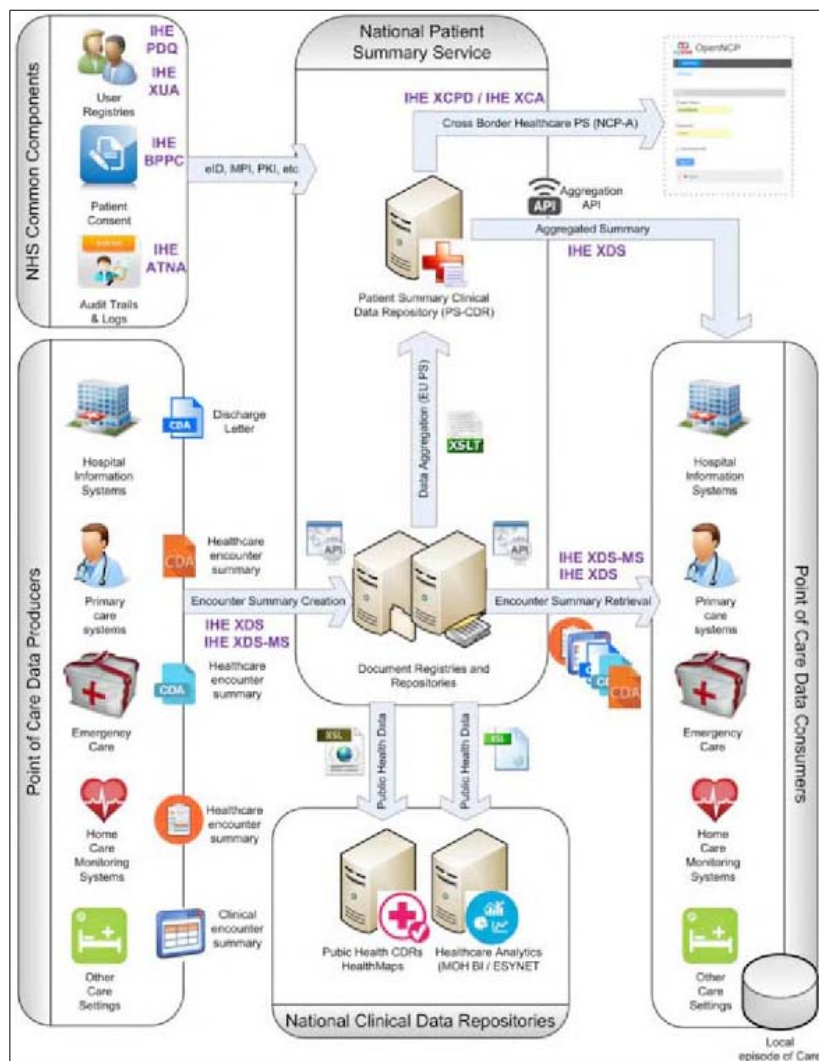 National Patient
Summary Service
NHS Common Components
IHE
PDQ
IHE
XUA
User
Registries
IHE
BPPC
Patient
Consent
IHE
ATNA
Audit Trails
& Logs
eID, MPI, PKI, etc
IHE XCPD / IHE XCA
Cross Border Healthcare PS (NCP-A)
OpenNCP
API
Aggregation
API
Aggregated Summary
IHE XDS
Patient Summary Clinical
Data Repository (PS-CDR)
Data Aggregation (EU PS)
XSLT
Point of Care Data Producers
Hospital
Information
Systems
CDA
Discharge
Letter
Primary
care
systems
CDA
Healthcare
encounter
summary
Encounter Summary Creation
IHE XDS
IHE XDS-MS
Emergency
Care
CDA
Healthcare
encounter
summary
Home
Care
Monitoring
Systems
Healthcare
encounter
summary
Other
Care
Settings
Clinical
encounter
summary
API
API
Document Registries and
Repositories
IHE XDS-MS
IHE XDS
Encounter Summary Retrieval
CDA
Public Health Data
XSL
Public Health Data
XSL
Pubic Health CDRs
HealthMaps
Healthcare Analytics
(MOH BI / ESYNET
National Clinical Data Repositories
Point of Care Data Consumers
Hospital
Information
Systems
Primary
care
systems
Emergency
Care
Home
Care
Monitoring
Systems
Other
Care
Settings
Local
episode of Care